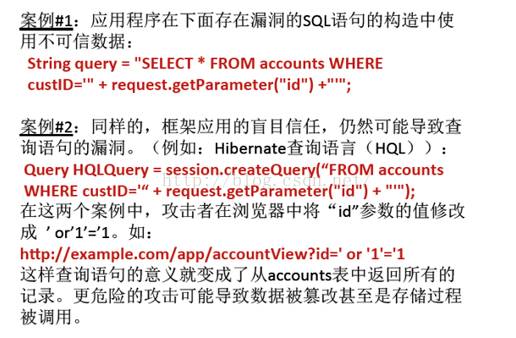 案例#1：应用程序在下面存在漏洞的SQL语句的构造中使
用不可信数据：
String query = "SELECT * FROM accounts WHERE
custID='" + request.getParameter("id") +"'";
案例#2：同样的，框架应用的盲目信任，仍然可能导致查
询语句的漏洞。（例如：Hibernate查询语言（HQL））：
Query HQLQuery = session.createQuery(“FROM accounts
WHERE custID='“ + request.getParameter("id") + "'");
在这两个案例中，攻击者在浏览器中将“id”参数的值修改
成 ’ or’1’=’1。如：
http://example.com/app/accountView?id=' or '1'='1
这样查询语句的意义就变成了从accounts表中返回所有的
记录。更危险的攻击可能导致数据被篡改甚至是存储过程
被调用。